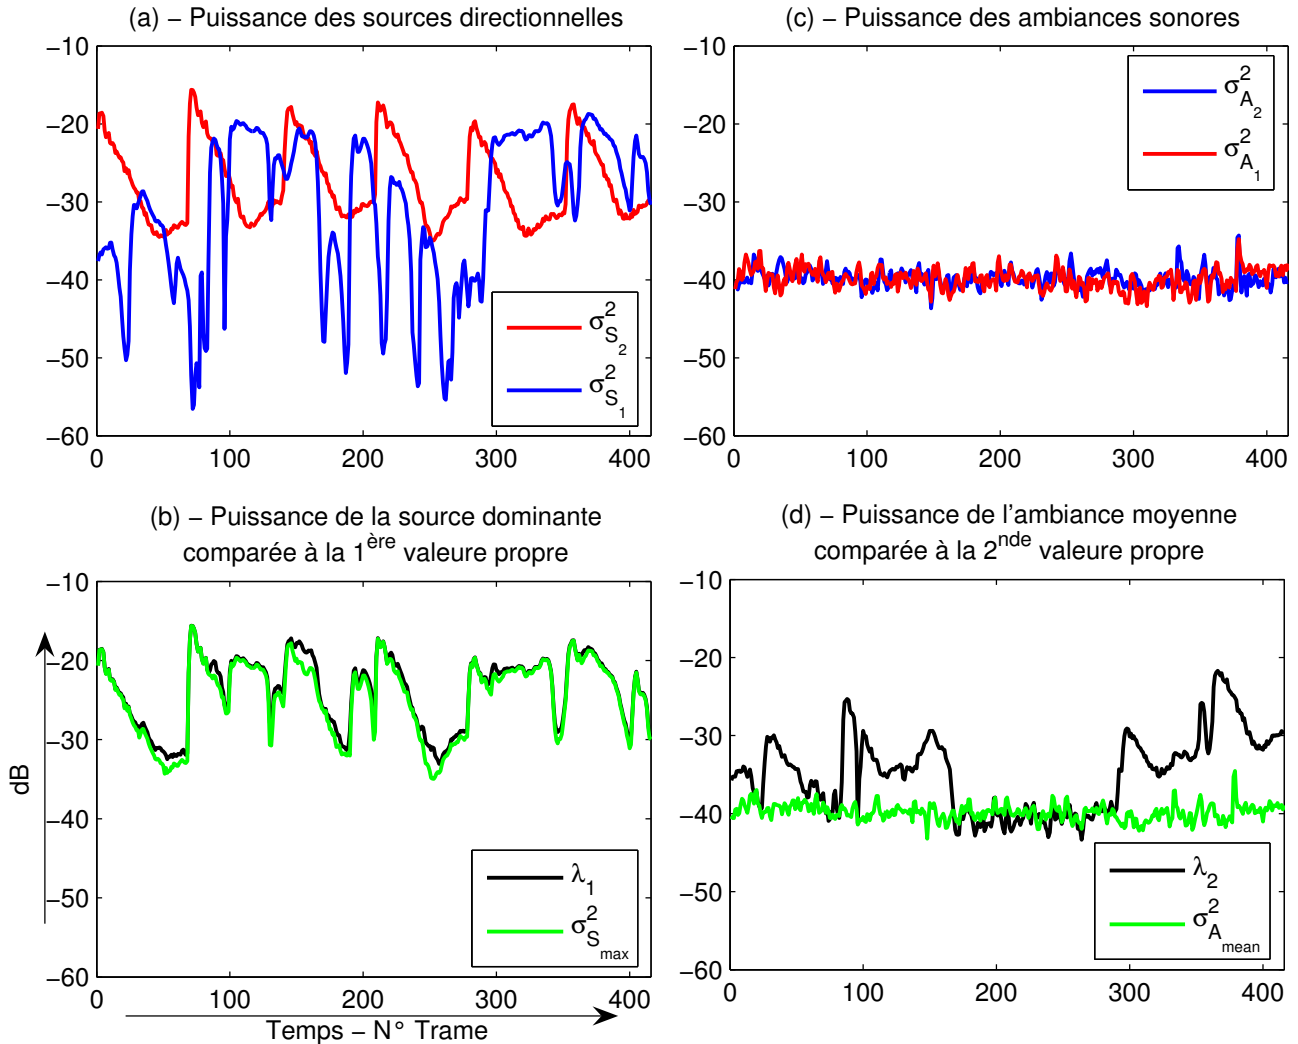 (a) – Puissance des sources directionnelles
−10
−20
−30
−40
−50
−60
0 100 200 300 400
σ²S₂
σ²S₁
(c) – Puissance des ambiances sonores
−10
−20
−30
−40
−50
−60
0 100 200 300 400
σ²A₂
σ²A₁
(b) – Puissance de la source dominante
comparée à la 1ère valeure propre
−10
−20
−30
−40
−50
−60
0 100 200 300 400
dB
Temps – N° Trame
λ₁
σ²Smax
(d) – Puissance de l'ambiance moyenne
comparée à la 2nde valeure propre
−10
−20
−30
−40
−50
−60
0 100 200 300 400
λ₂
σ²Amean